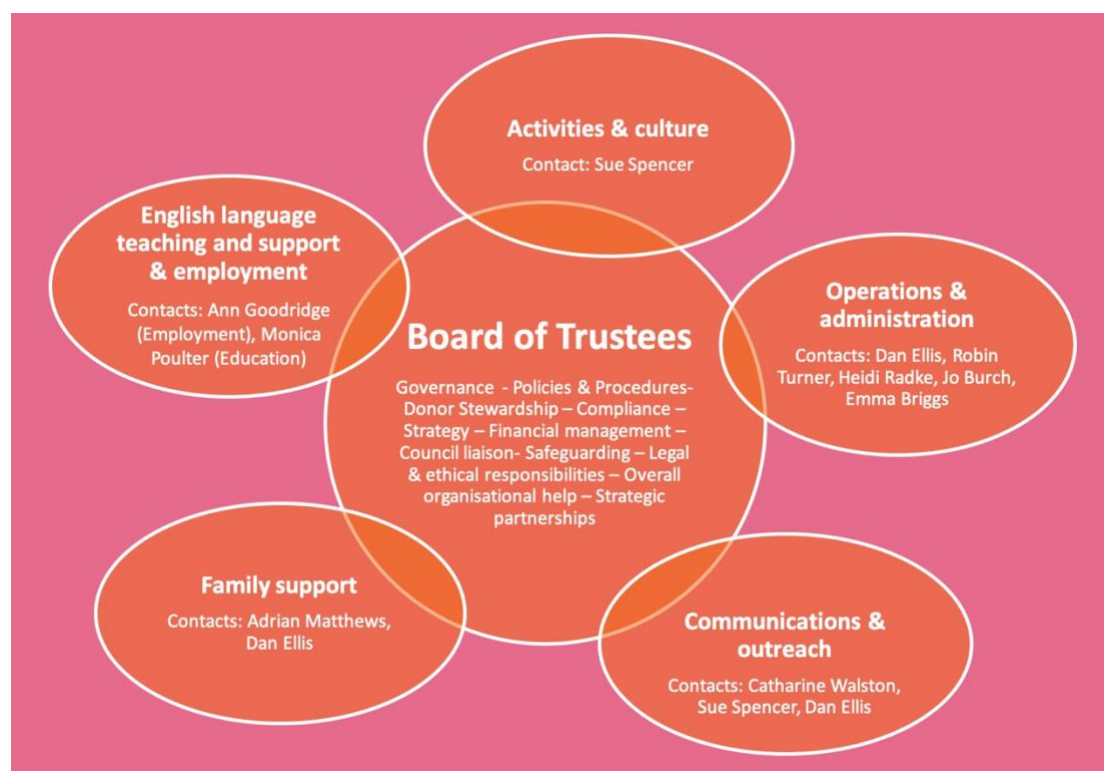 Activities & culture
Contact: Sue Spencer
English language
teaching and support
& employment
Contacts: Ann Goodridge
(Employment), Monica
Poulter (Education)
Operations &
administration
Contacts: Dan Ellis, Robin
Turner, Heidi Radke, Jo Burch,
Emma Briggs
Board of Trustees
Governance - Policies & Procedures-
Donor Stewardship – Compliance –
Strategy – Financial management –
Council liaison- Safeguarding – Legal
& ethical responsibilities – Overall
organisational help – Strategic
partnerships
Family support
Contacts: Adrian Matthews,
Dan Ellis
Communications &
outreach
Contacts: Catharine Walston,
Sue Spencer, Dan Ellis